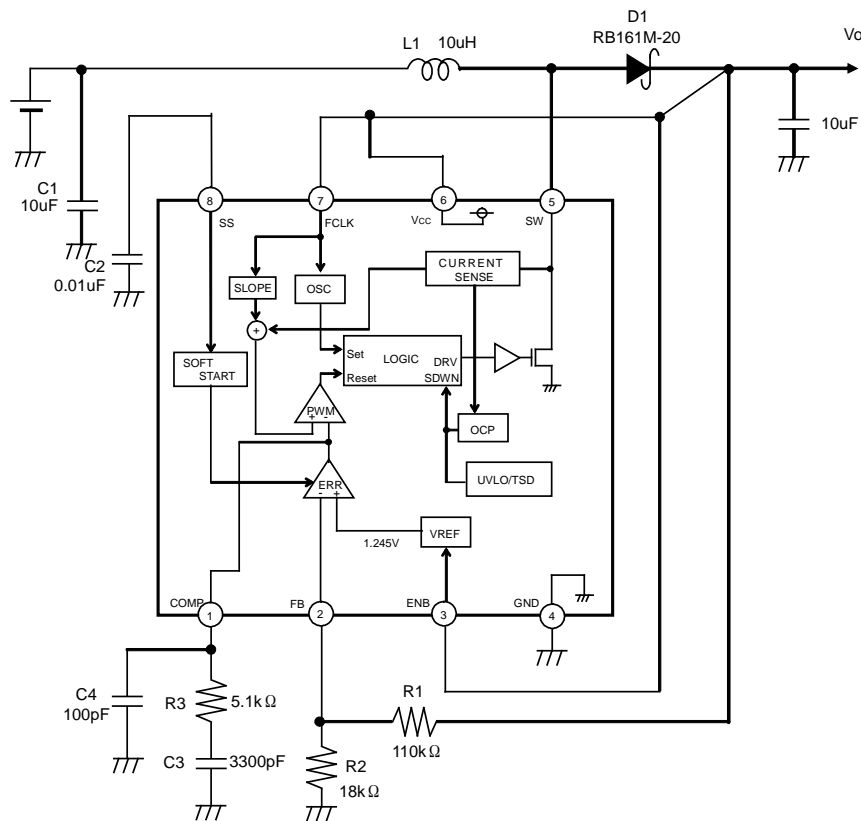 D1
RB161M-20
L1 10uH
Vo
10uF
C1
10uF
C2
0.01uF
8
7
6
5
SS
FCLK
Vcc
SW
CURRENT
SENSE
SLOPE
OSC
+
Set
LOGIC
DRV
Reset
SDWN
SOFT
START
PWM
+ -
OCP
ERR
- +
UVLO/TSD
1.245V
VREF
COMP
FB
ENB
GND
1
2
3
4
C4
100pF
R3
5.1kΩ
C3
3300pF
R1
110kΩ
R2
18kΩ